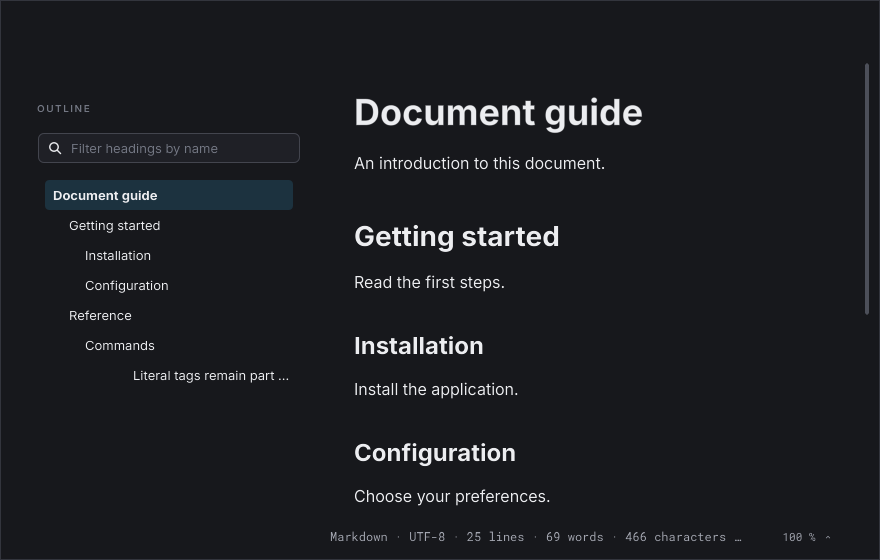 OUTLINE
Filter headings by name
Document guide
Getting started
Installation
Configuration
Reference
Commands
Literal tags remain part ...
Document guide
An introduction to this document.
Getting started
Read the first steps.
Installation
Install the application.
Configuration
Choose your preferences.
Markdown · UTF-8 · 25 lines · 69 words · 466 characters …
100 %